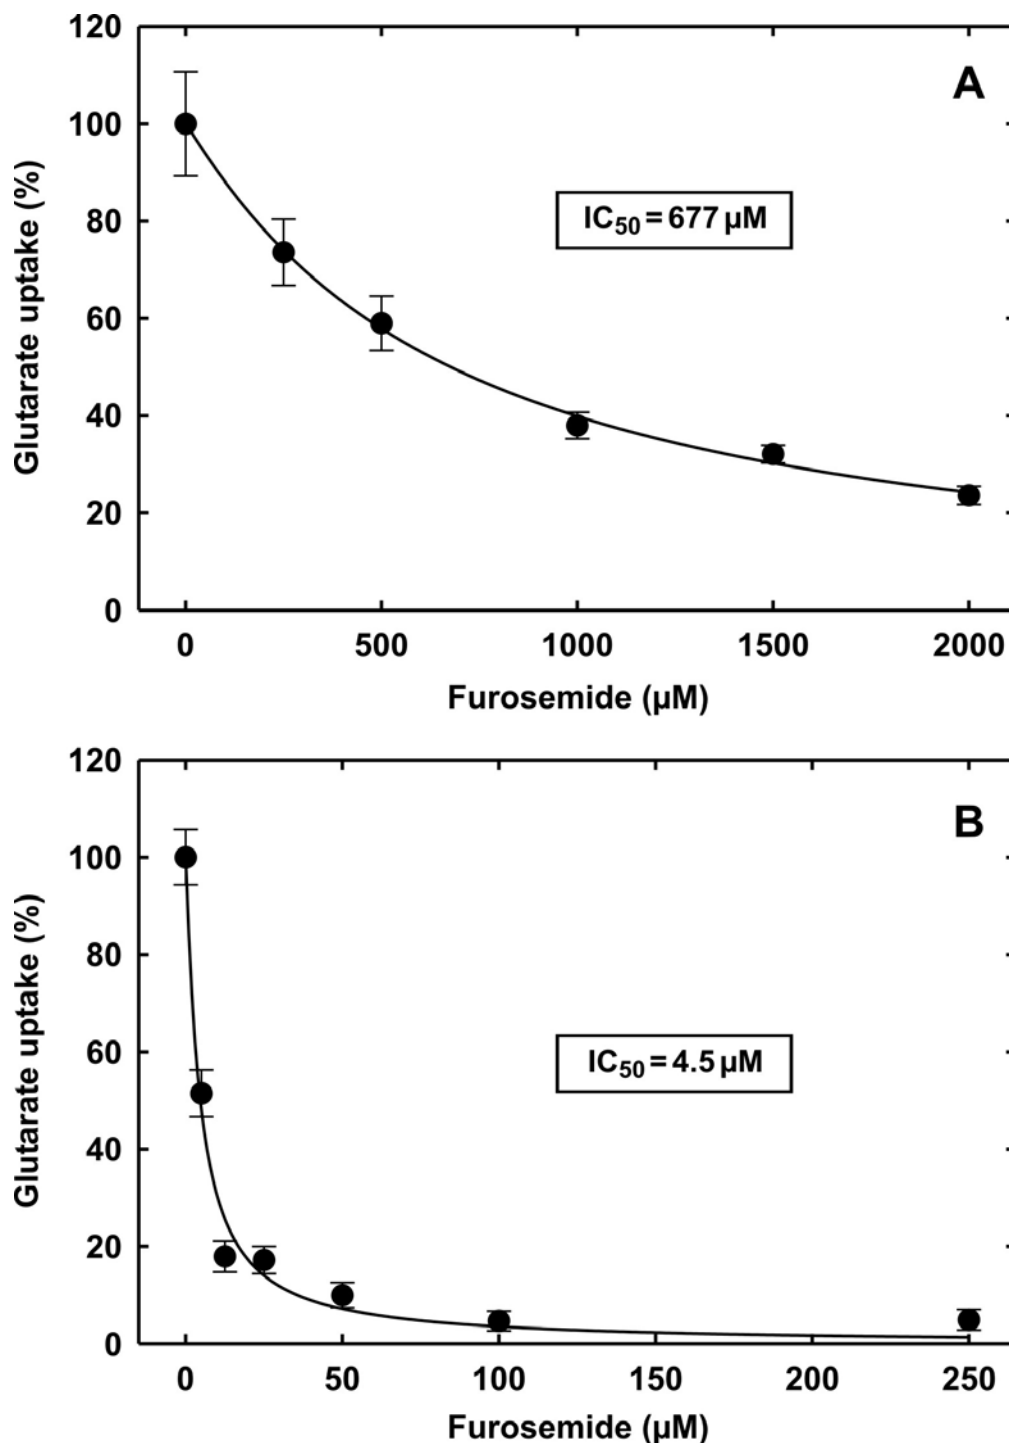 A
120
100
80
60
40
20
0
Glutarate uptake (%)
IC50 = 677 µM
0 500 1000 1500 2000
Furosemide (µM)
B
120
100
80
60
40
20
0
Glutarate uptake (%)
IC50 = 4.5 µM
0 50 100 150 200 250
Furosemide (µM)